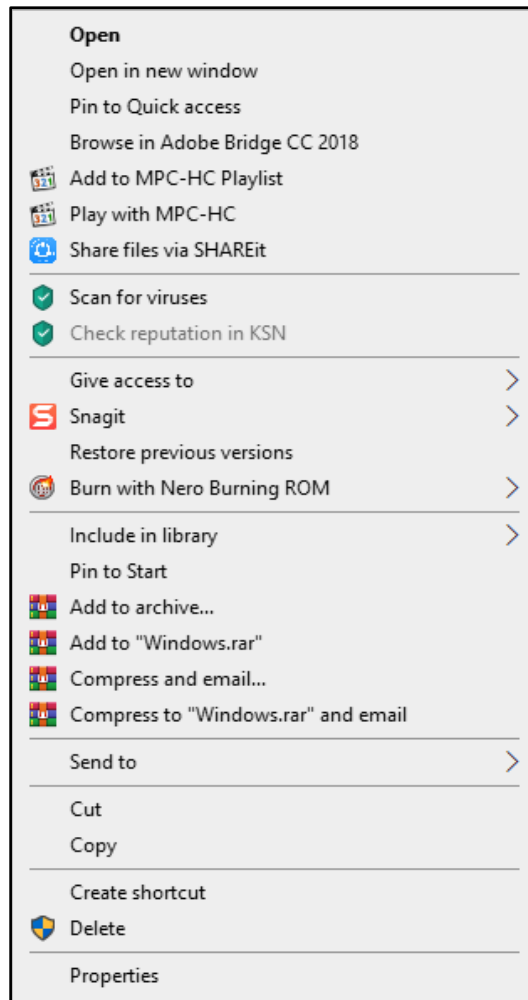 Open
Open in new window
Pin to Quick access
Browse in Adobe Bridge CC 2018
Add to MPC-HC Playlist
Play with MPC-HC
Share files via SHAREit
Scan for viruses
Check reputation in KSN
Give access to
Snagit
Restore previous versions
Burn with Nero Burning ROM
Include in library
Pin to Start
Add to archive...
Add to "Windows.rar"
Compress and email...
Compress to "Windows.rar" and email
Send to
Cut
Copy
Create shortcut
Delete
Properties